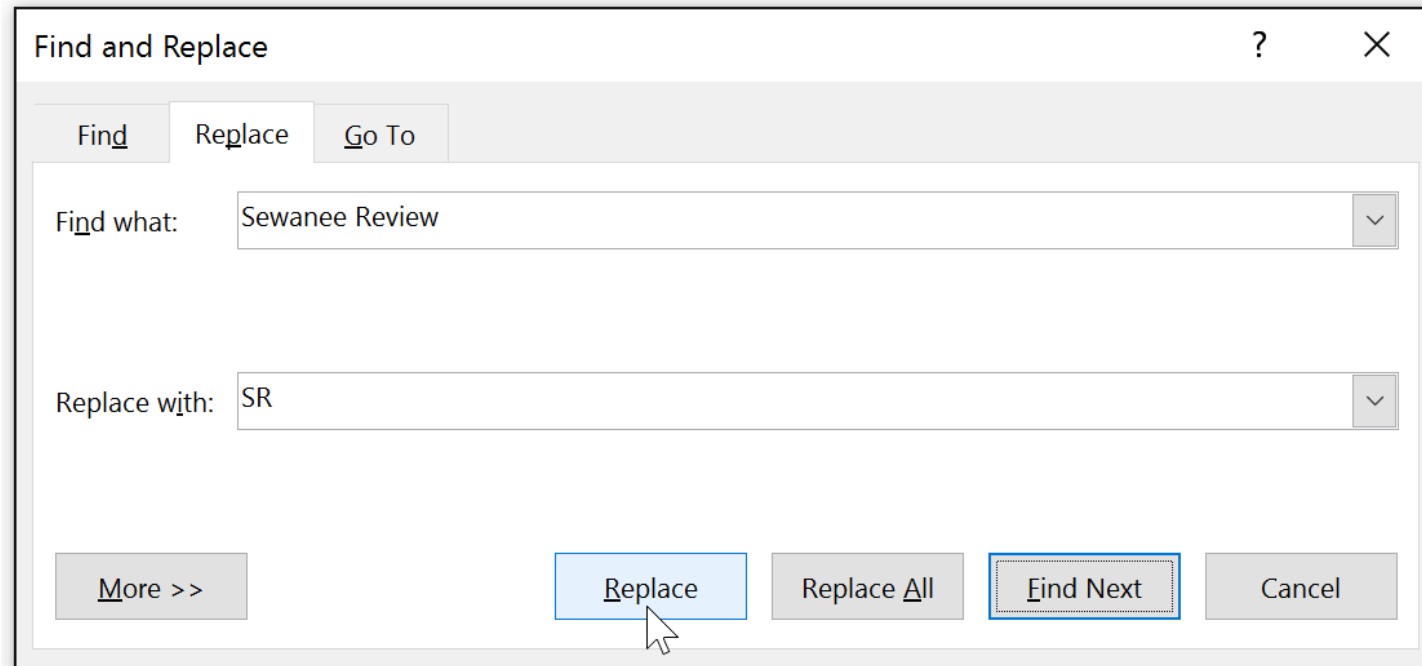 Find and Replace ?
Find Replace Go To
Find what: Sewanee Review
Replace with: SR
More >> Replace Replace All Find Next Cancel